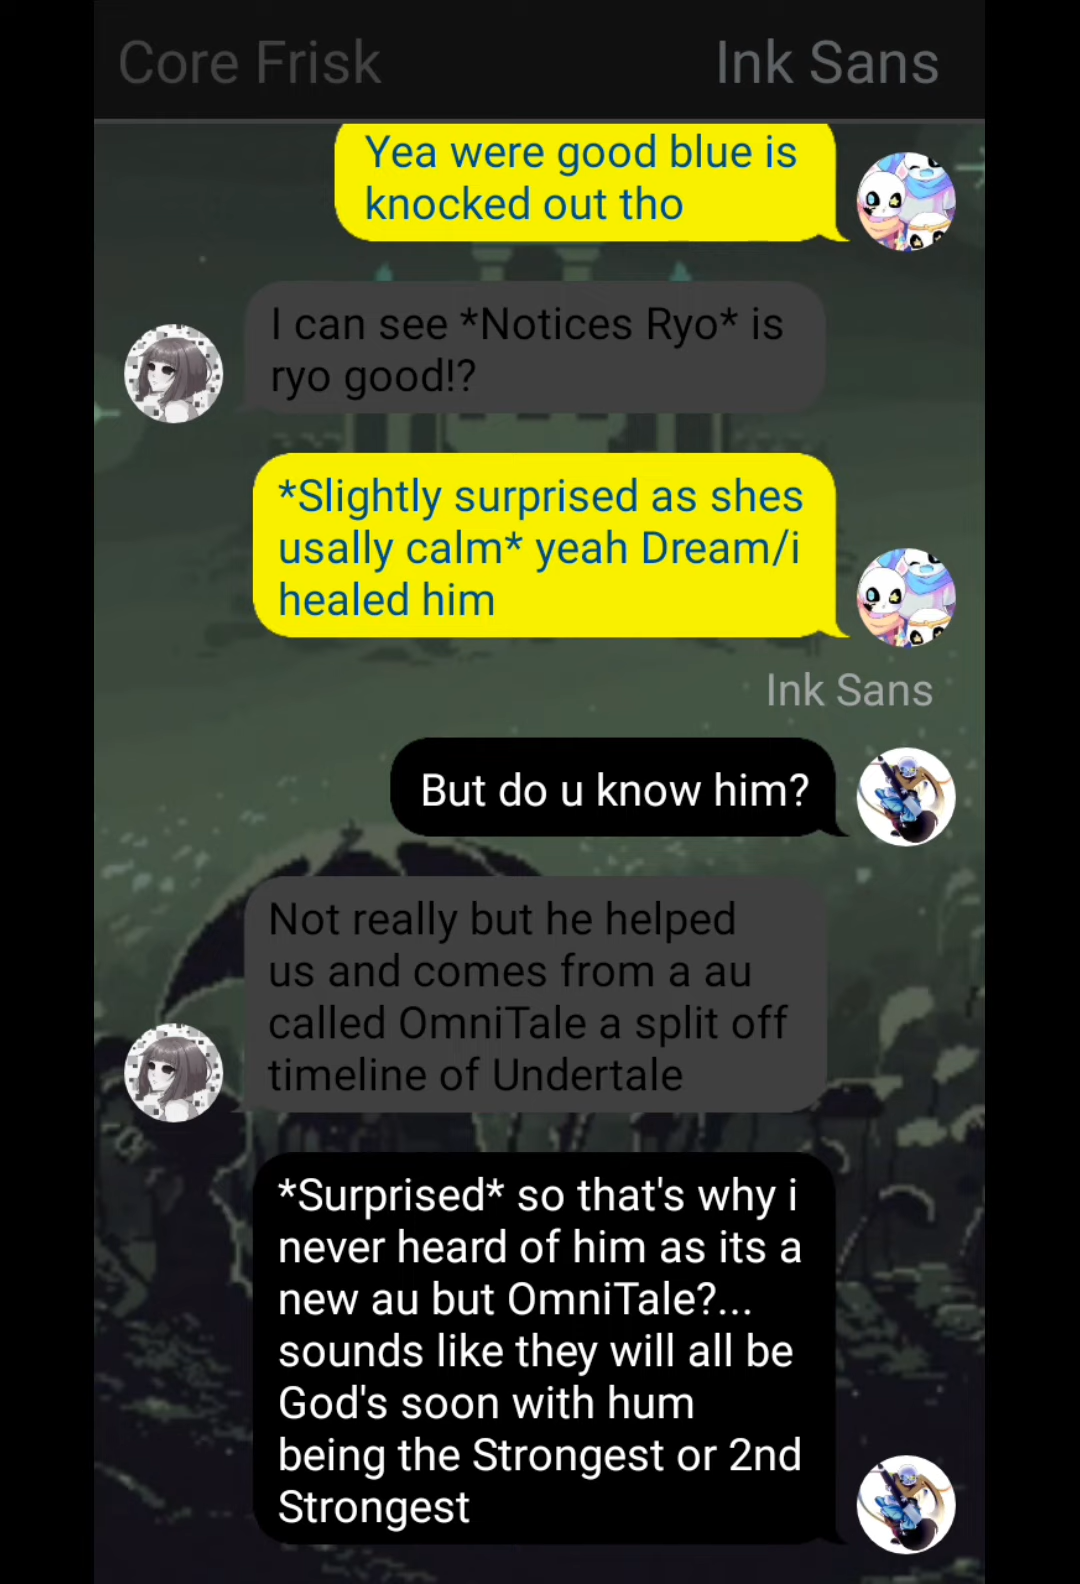 Core Frisk
Ink Sans
Yea were good blue is
knocked out tho
I can see *Notices Ryo* is
ryo good!?
*Slightly surprised as shes
usally calm* yeah Dream/i
healed him
Ink Sans
But do u know him?
Not really but he helped
us and comes from a au
called OmniTale a split off
timeline of Undertale
*Surprised* so that's why i
never heard of him as its a
new au but OmniTale?...
sounds like they will all be
God's soon with hum
being the Strongest or 2nd
Strongest